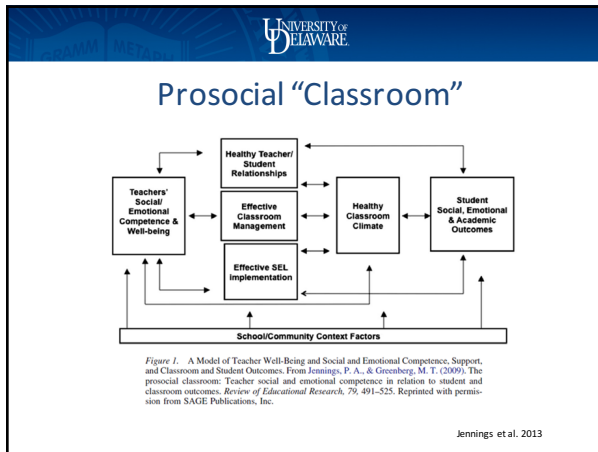 GRAMM METAPH
UNIVERSITY OF
DELAWARE.
Prosocial “Classroom”
Healthy Teacher/
Student
Relationships
Teachers'
Social/
Emotional
Competence &
Well-being
Effective
Classroom
Management
Healthy
Classroom
Climate
Student
Social, Emotional
& Academic
Outcomes
Effective SEL
Implementation
School/Community Context Factors
Figure 1. A Model of Teacher Well-Being and Social and Emotional Competence, Support,
and Classroom and Student Outcomes. From Jennings, P. A., & Greenberg, M. T. (2009). The
prosocial classroom: Teacher social and emotional competence in relation to student and
classroom outcomes. Review of Educational Research, 79, 491–525. Reprinted with permis-
sion from SAGE Publications, Inc.
Jennings et al. 2013